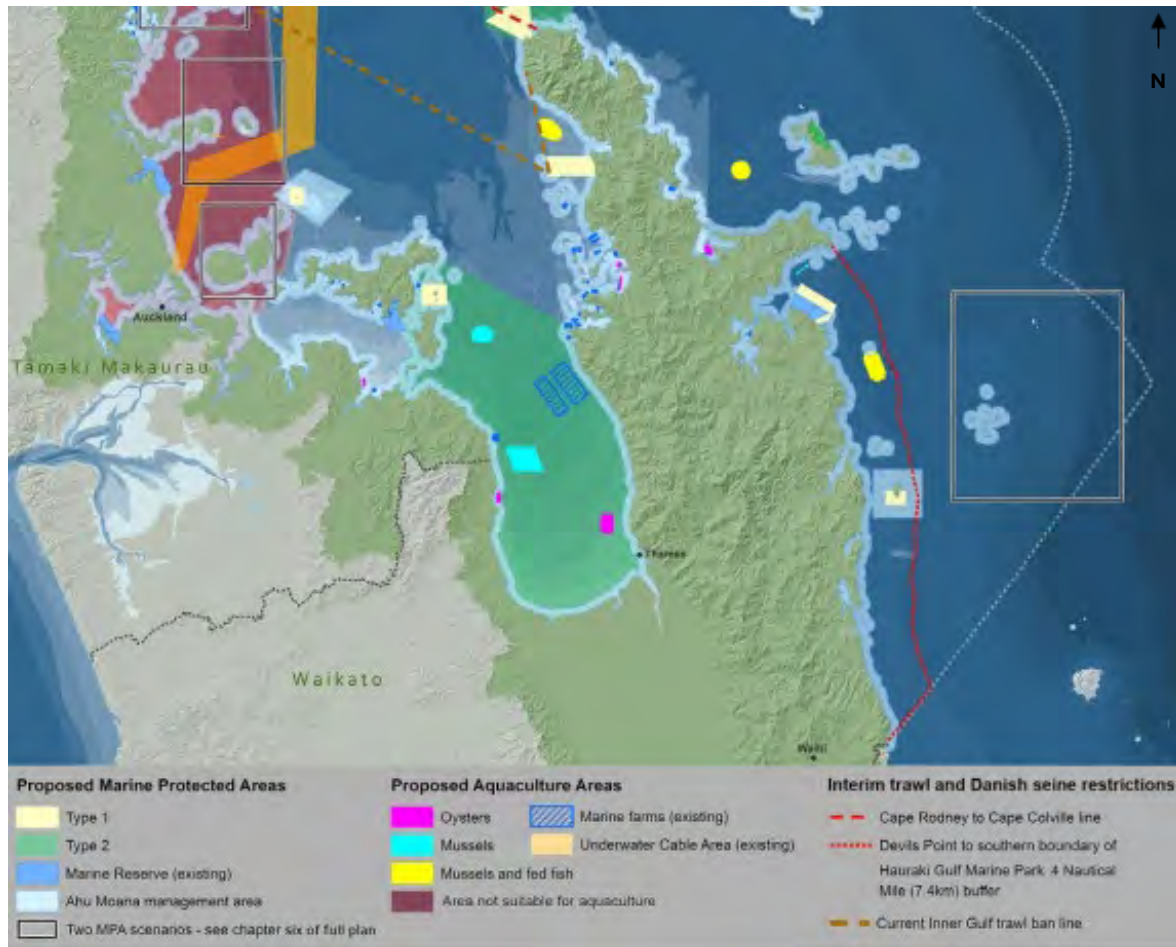 N
Auckland
Tāmaki Makaurau
Thames
Waikato
Waihi
Proposed Marine Protected Areas
Type 1
Type 2
Marine Reserve (existing)
Ahu Moana management area
Two MPA scenarios - see chapter six of full plan
Proposed Aquaculture Areas
Oysters
Marine farms (existing)
Mussels
Underwater Cable Area (existing)
Mussels and fed fish
Area not suitable for aquaculture
Interim trawl and Danish seine restrictions
Cape Rodney to Cape Colville line
Devils Point to southern boundary of
Hauraki Gulf Marine Park 4 Nautical
Mile (7.4km) buffer
Current Inner Gulf trawl ban line